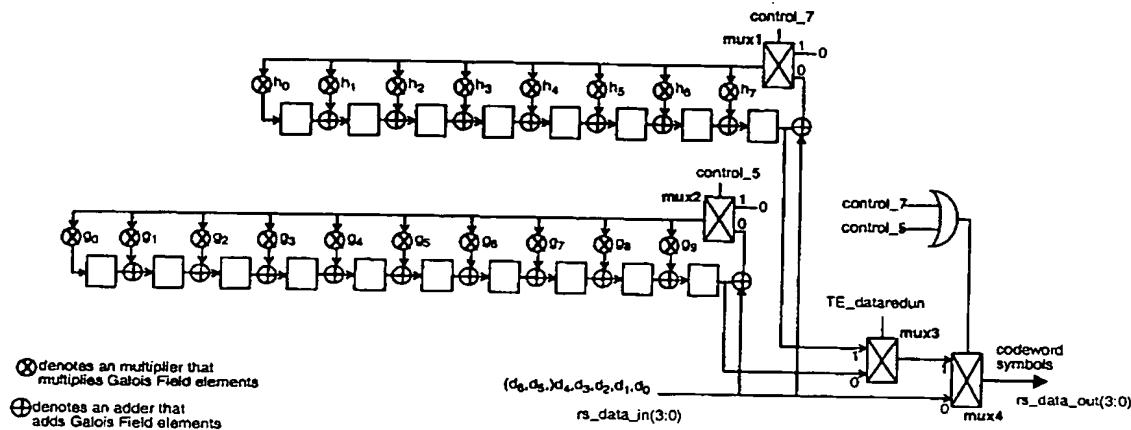 control_7
mux1
1
0
0
h0
h1
h2
h3
h4
h5
h6
h7
control_5
mux2
1
0
0
g0
g1
g2
g3
g4
g5
g6
g7
g8
g9
control_7
control_5
TE_dataredun
mux3
1
0
codeword
symbols
1
0
rs_data_out(3:0)
mux4
(d6,d5,)d4,d3,d2,d1,d0
rs_data_in(3:0)
denotes an multiplier that
multiplies Galois Field elements
denotes an adder that
adds Galois Field elements